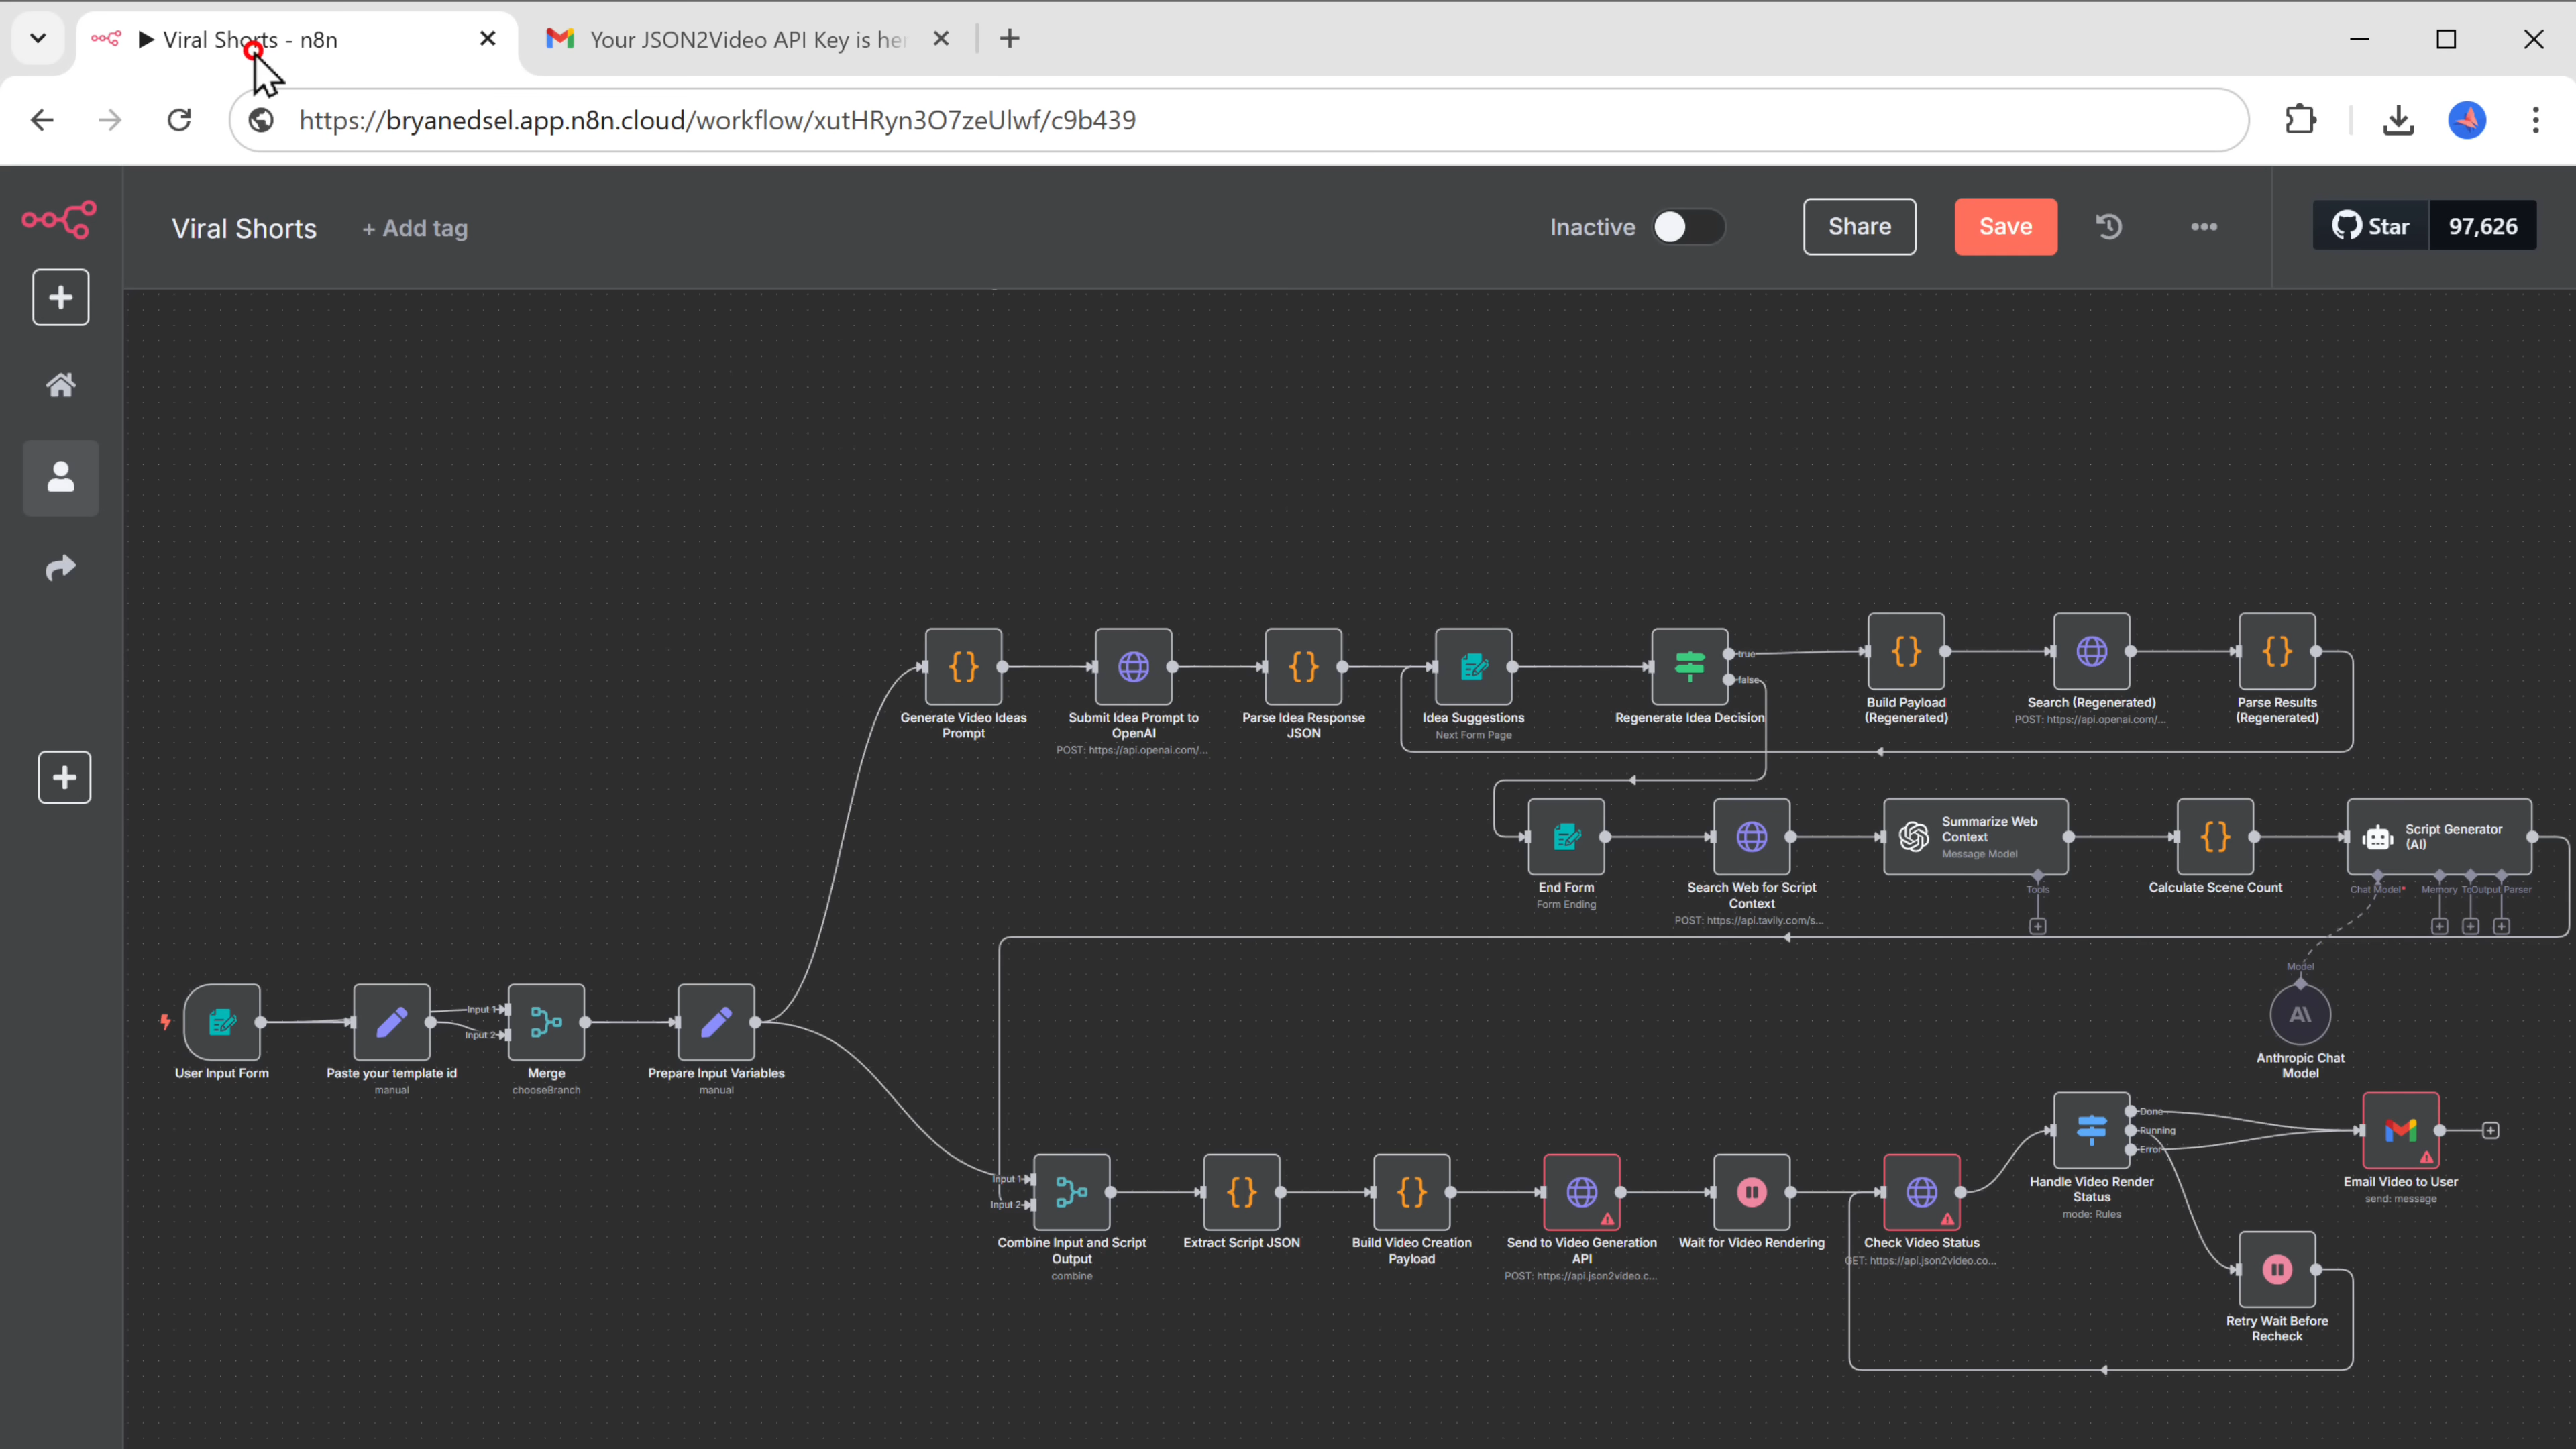 Viral Shorts - n8n
Your JSON2Video API Key is her
https://bryanedsel.app.n8n.cloud/workflow/xutHRyn3O7zeUlwf/c9b439
Viral Shorts
+ Add tag
Inactive
Share
Save
Star
97,626
Generate Video Ideas
Prompt
Submit Idea Prompt to
OpenAI
POST: https://api.openai.com/...
Parse Idea Response
JSON
Idea Suggestions
Next Form Page
Regenerate Idea Decision
true
false
Build Payload
(Regenerated)
Search (Regenerated)
POST: https://api.openai.com/...
Parse Results
(Regenerated)
End Form
Form Ending
Search Web for Script
Context
POST: https://api.tavily.com/s...
Summarize Web
Context
Message Model
Tools
Calculate Scene Count
Script Generator
(AI)
Chat Model*
Memory
Output Parser
Model
Anthropic Chat
Model
User Input Form
Paste your template id
manual
Input 1
Input 2
Merge
chooseBranch
Prepare Input Variables
manual
Input 1
Input 2
Combine Input and Script
Output
combine
Extract Script JSON
Build Video Creation
Payload
Send to Video Generation
API
POST: https://api.json2video.c...
Wait for Video Rendering
Check Video Status
GET: https://api.json2video.co...
Done
Running
Error
Handle Video Render
Status
mode: Rules
Email Video to User
send: message
Retry Wait Before
Recheck